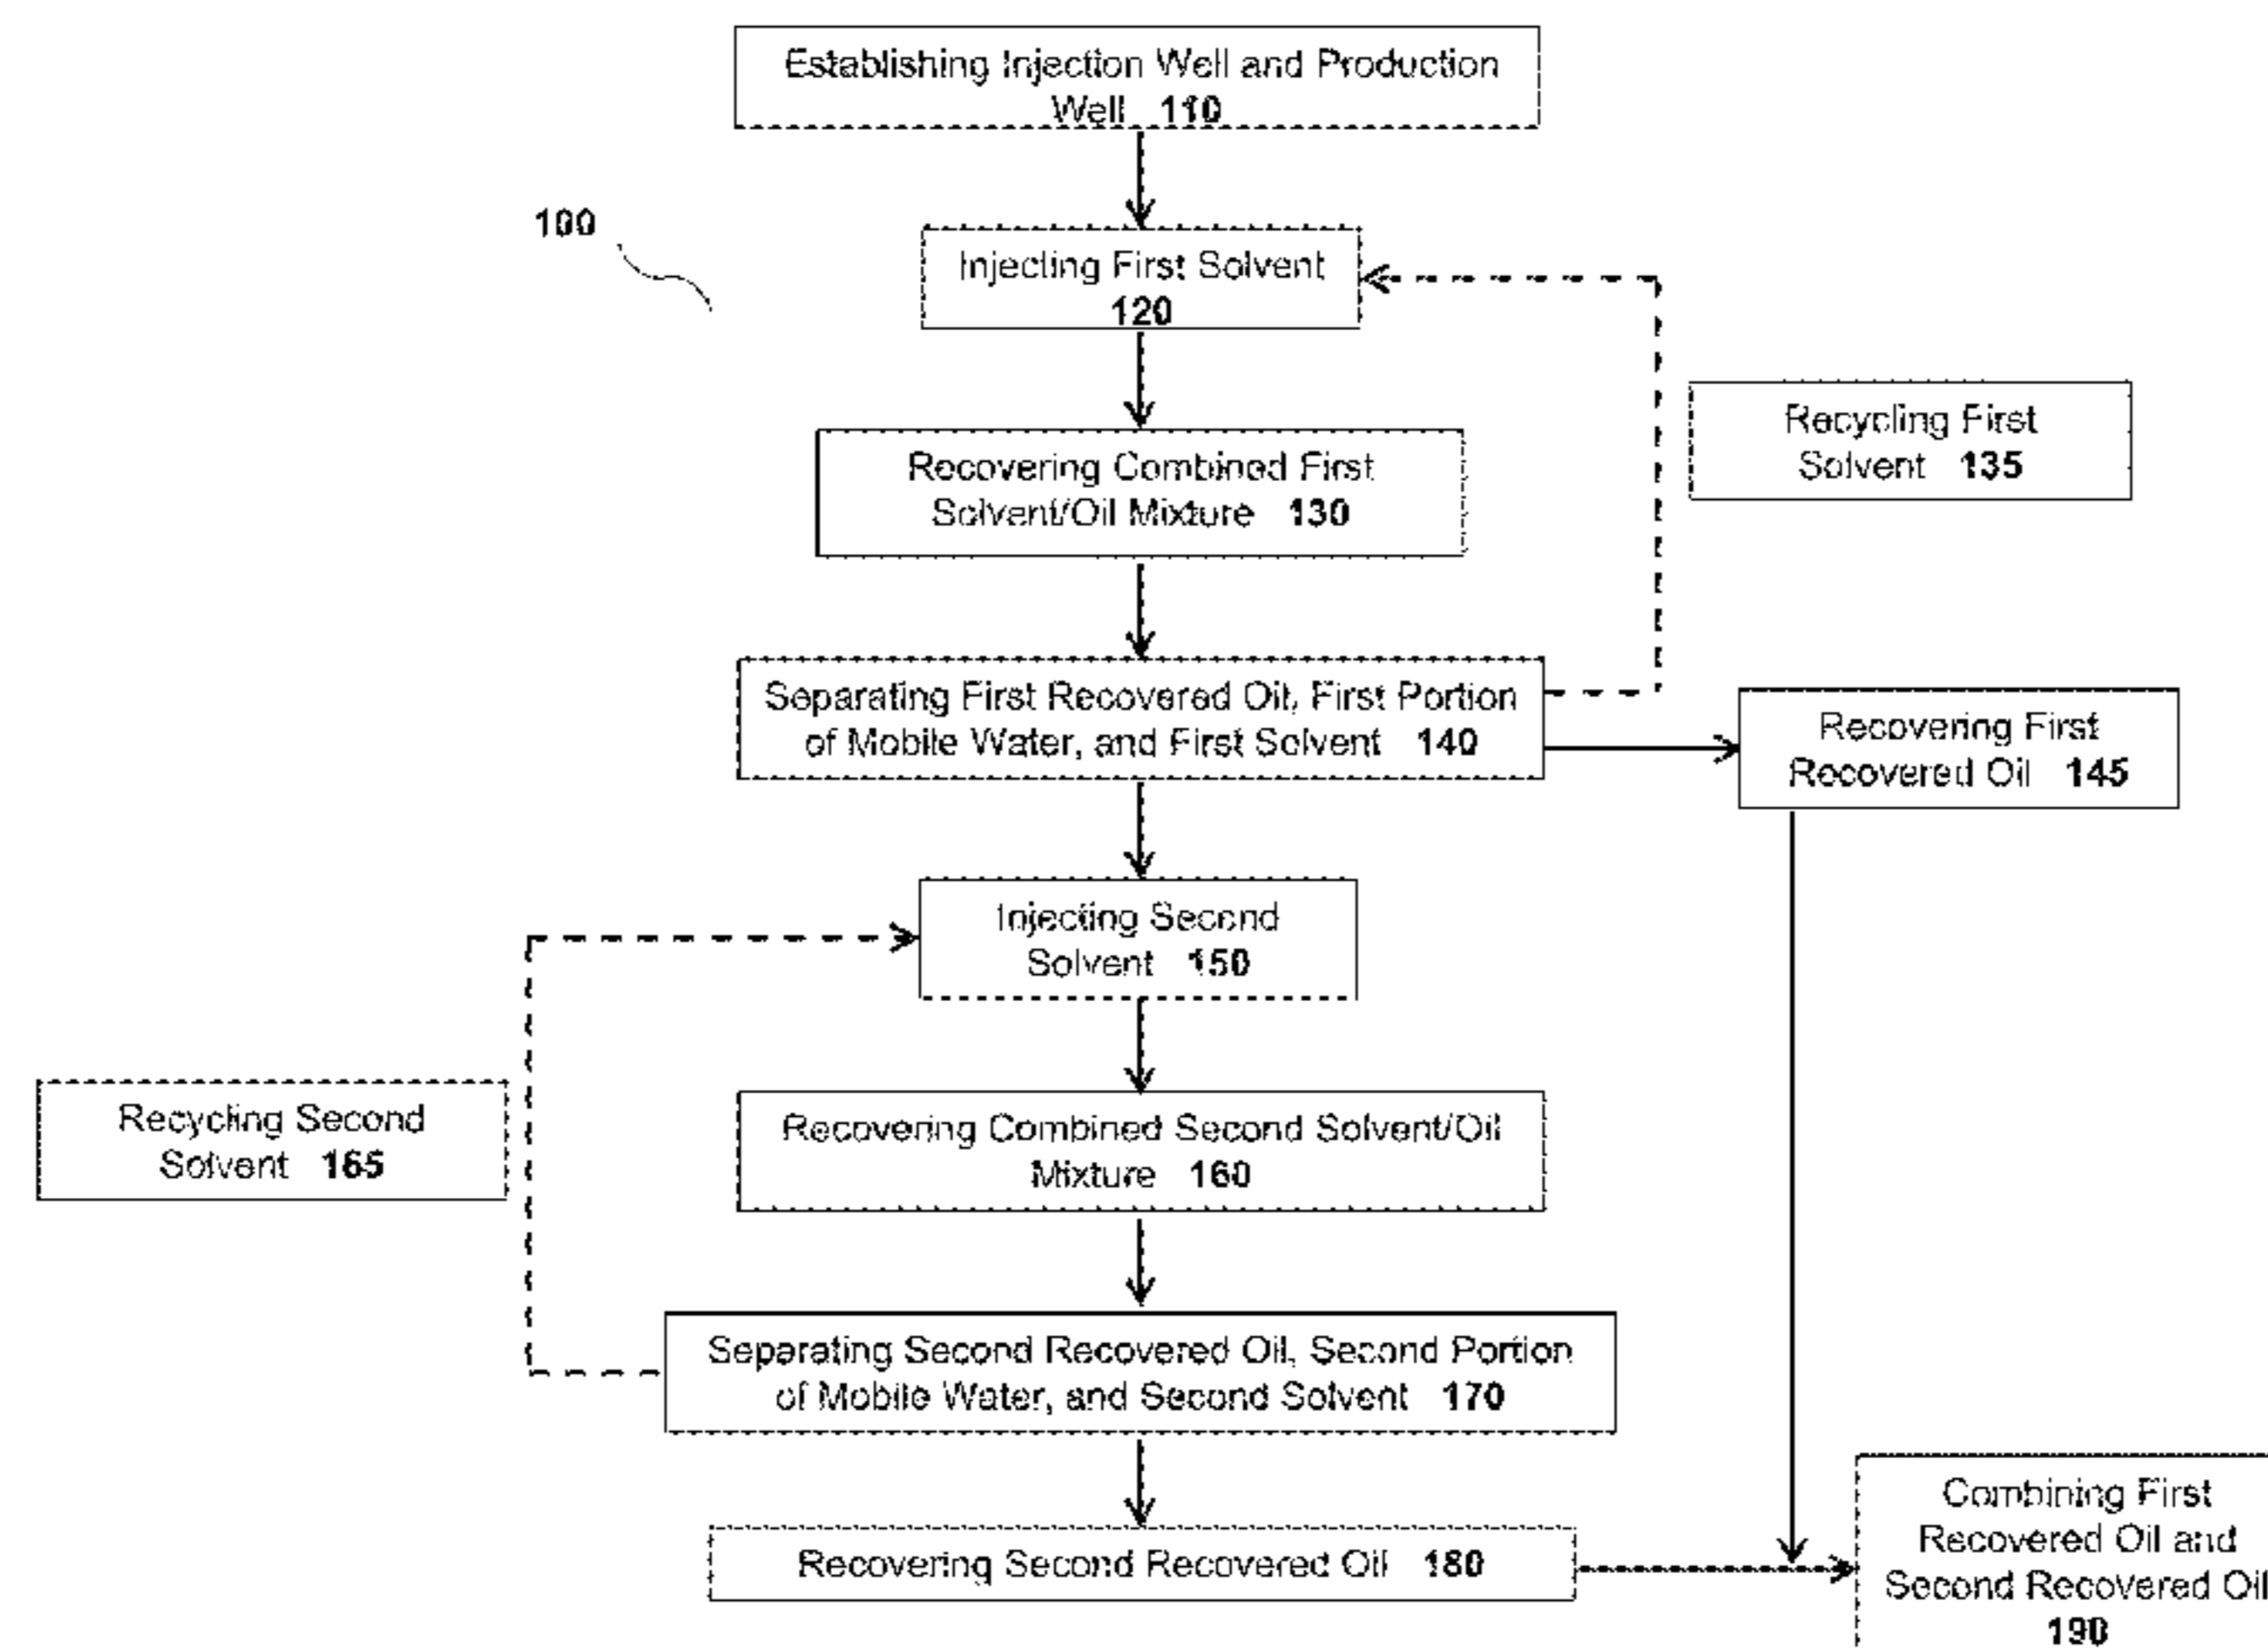 Establishing Injection Well and Production
Well 110
100
Injecting First Solvent
120
Recovering Combined First
Solvent/Oil Mixture 130
Recycling First
Solvent 135
Separating First Recovered Oil, First Portion
of Mobile Water, and First Solvent 140
Recovering First
Recovered Oil 145
Injecting Second
Solvent 150
Recycling Second
Solvent 165
Recovering Combined Second Solvent/Oil
Mixture 160
Separating Second Recovered Oil, Second Portion
of Mobile Water, and Second Solvent 170
Recovering Second Recovered Oil 180
Combining First
Recovered Oil and
Second Recovered Oil
190